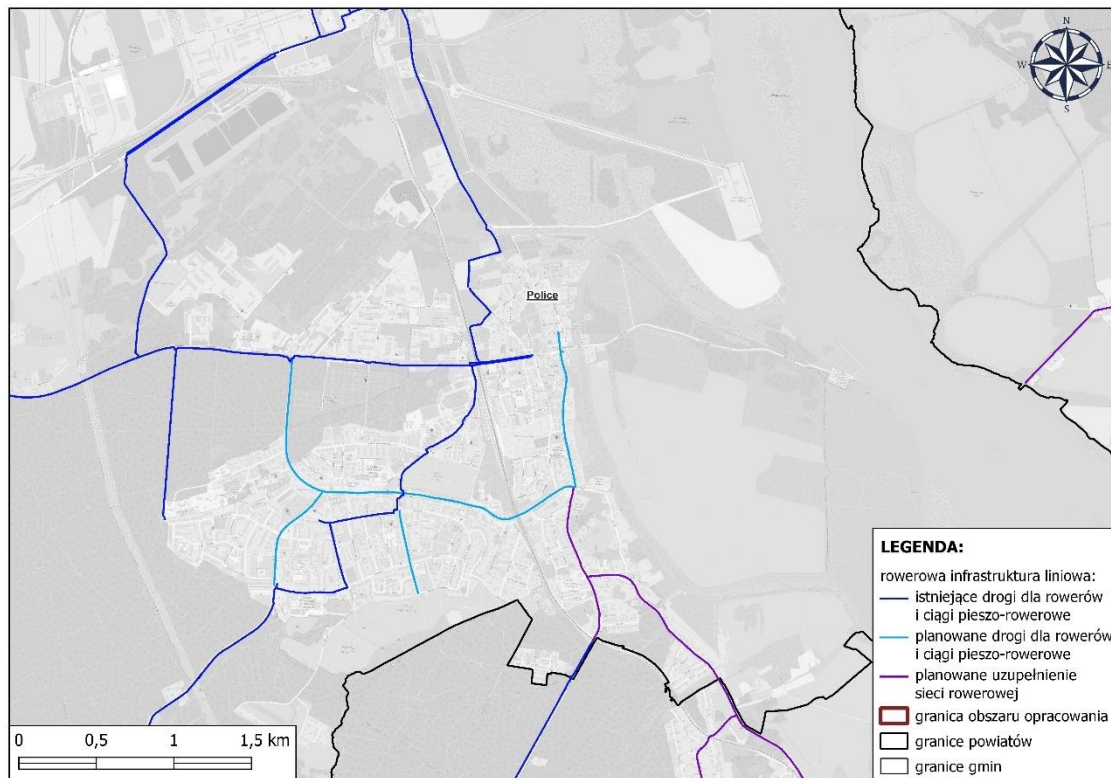 N
W
E
S
Police
LEGENDA:
rowerowa infrastruktura liniowa:
istniejące drogi dla rowerów
i ciągi pieszo-rowerowe
planowane drogi dla rowerów
i ciągi pieszo-rowerowe
planowane uzupełnienie
sieci rowerowej
granica obszaru opracowania
granice powiatów
granice gmin
0 0,5 1 1,5 km